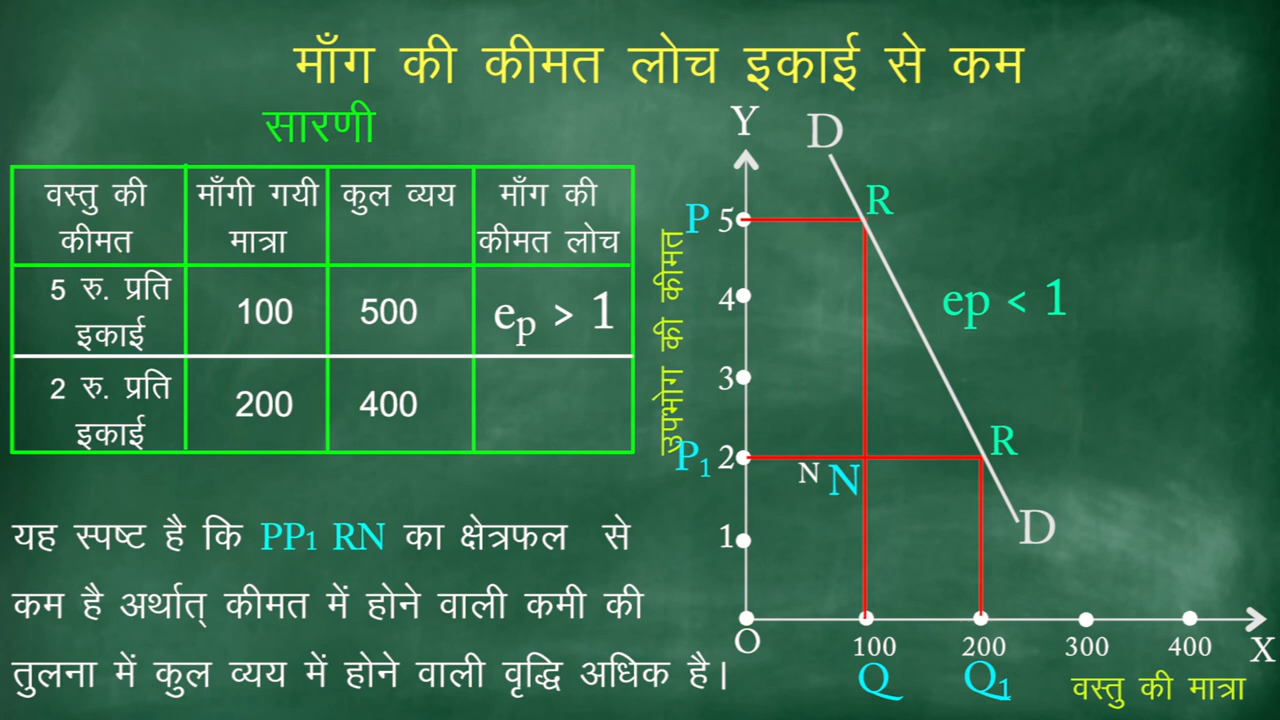 माँग की कीमत लोच इकाई से कम
सारणी
वस्तु की कीमत | माँगी गयी मात्रा | कुल व्यय | माँग की कीमत लोच
5 रु. प्रति इकाई | 100 | 500 | eₚ > 1
2 रु. प्रति इकाई | 200 | 400
यह स्पष्ट है कि PP₁ RN का क्षेत्रफल से
कम है अर्थात् कीमत में होने वाली कमी की
तुलना में कुल व्यय में होने वाली वृद्धि अधिक है।
Y
D
R
P 5
4
ep < 1
उपभोग की कीमत
3
R
P₁ 2
N N
D
1
O
100 200 300 400 X
Q Q₁
वस्तु की मात्रा